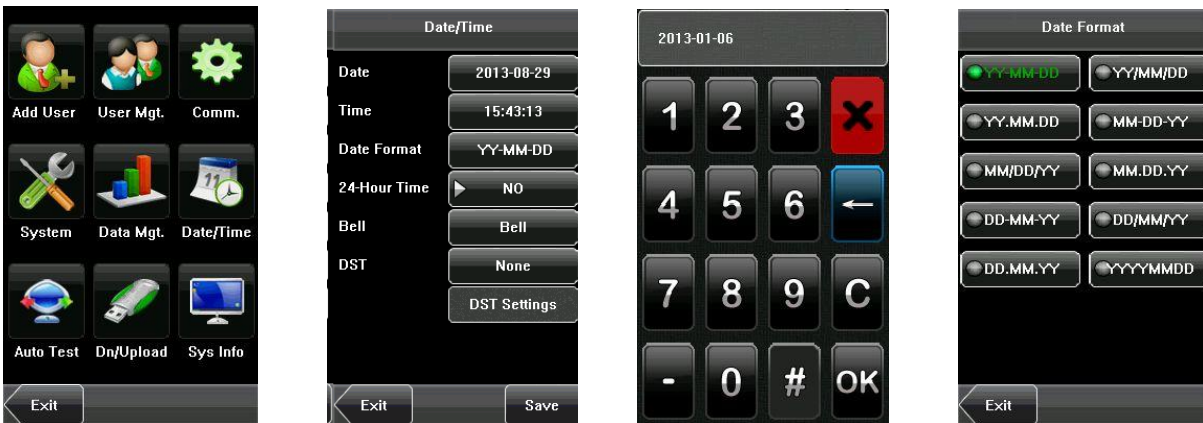 Add User User Mgt. Comm.
System Data Mgt. Date/Time
11
Auto Test Dn/Upload Sys Info
Exit
Date/Time
Date 2013-08-29
Time 15:43:13
Date Format YY-MM-DD
24-Hour Time NO
Bell Bell
DST None
DST Settings
Exit Save
2013-01-06
1 2 3
4 5 6 ←
7 8 9 C
- 0 # OK
Date Format
YY-MM-DD YY/MM/DD
YY.MM.DD MM-DD-YY
MM/DD/YY MM.DD.YY
DD-MM-YY DD/MM/YY
DD.MM.YY YYYYMMDD
Exit